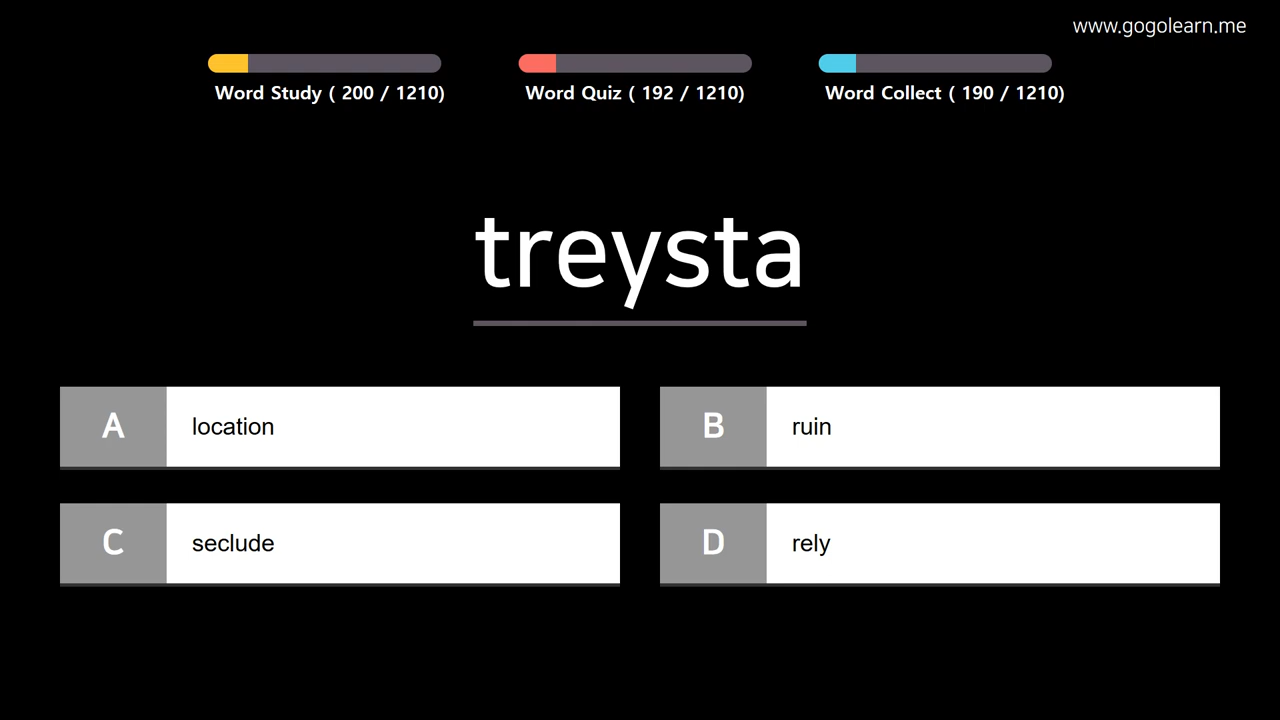 www.gogolearn.me
Word Study ( 200 / 1210)
Word Quiz ( 192 / 1210)
Word Collect ( 190 / 1210)
treysta
A location
B ruin
C seclude
D rely